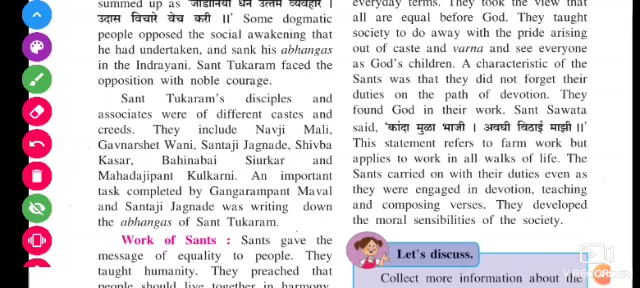 summed up as 'जोडोनिया धन उत्तम व्यवहारे ।
उदास विचारे वेच करी ॥' Some dogmatic
people opposed the social awakening that
he had undertaken, and sank his abhangas
in the Indrayani. Sant Tukaram faced the
opposition with noble courage.
Sant Tukaram's disciples and
associates were of different castes and
creeds. They include Navji Mali,
Gavnarshet Wani, Santaji Jagnade, Shivba
Kasar, Bahinabai Siurkar and
Mahadajipant Kulkarni. An important
task completed by Gangarampant Maval
and Santaji Jagnade was writing down
the abhangas of Sant Tukaram.
Work of Sants : Sants gave the
message of equality to people. They
taught humanity. They preached that
people should live together in harmony,
everyday terms. They took the view that
all are equal before God. They taught
society to do away with the pride arising
out of caste and varna and see everyone
as God's children. A characteristic of the
Sants was that they did not forget their
duties on the path of devotion. They
found God in their work. Sant Sawata
said, 'कांदा मुळा भाजी । अवघी विठाई माझी ॥'
This statement refers to farm work but
applies to work in all walks of life. The
Sants carried on with their duties even as
they were engaged in devotion, teaching
and composing verses. They developed
the moral sensibilities of the society.
Let's discuss.
Collect more information about the